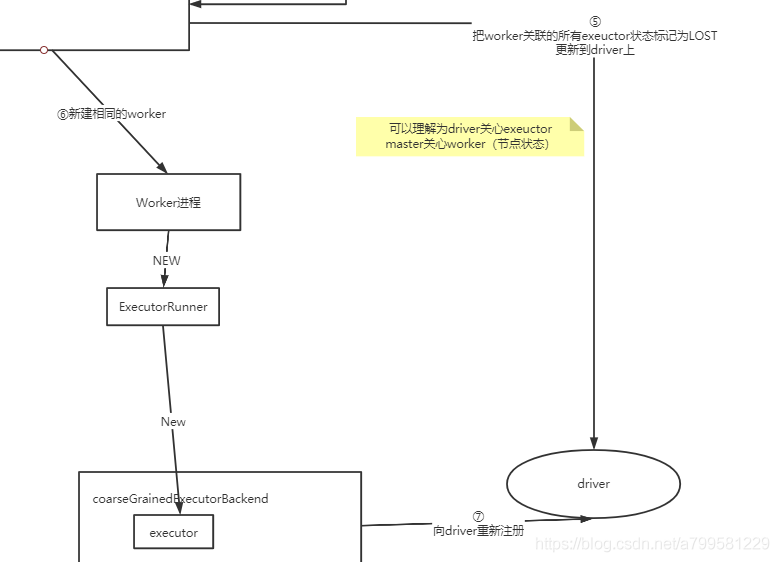 ⑤
把worker关联的所有exeuctor状态标记为LOST
更新到driver上
⑥新建相同的worker
可以理解为driver关心exeuctor
master关心worker（节点状态）
Worker进程
NEW
ExecutorRunner
New
driver
coarseGrainedExecutorBackend
executor
⑦
向driver重新注册
https://blog.csdn.net/a799581229